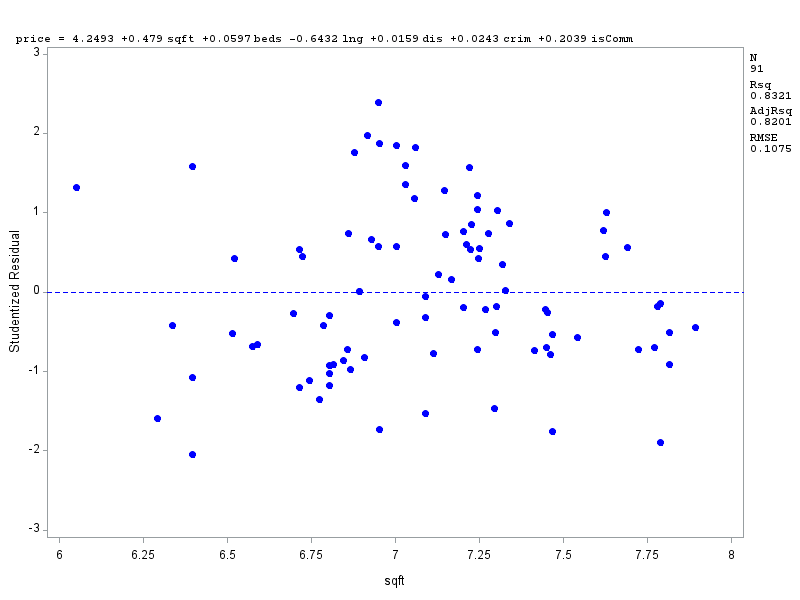 price = 4.2493 +0.479 sqft +0.0597 beds -0.6432 lng +0.0159 dis +0.0243 crim +0.2039 isComm
N
91
Rsq
0.8321
AdjRsq
0.8201
RMSE
0.1075
3
2
1
0
-1
-2
-3
Studentized Residual
6 6.25 6.5 6.75 7 7.25 7.5 7.75 8
sqft